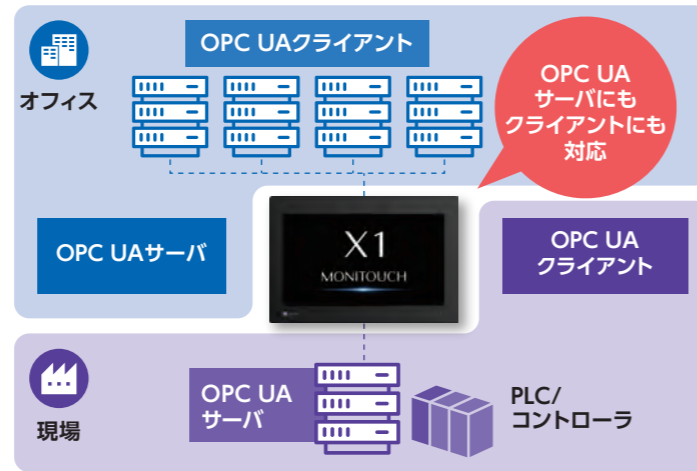 OPC UAクライアント
オフィス
OPC UA
サーバにも
クライアントにも
対応
OPC UAサーバ
X1
MONITOUCH
OPC UA
クライアント
現場
OPC UA
サーバ
PLC/
コントローラ